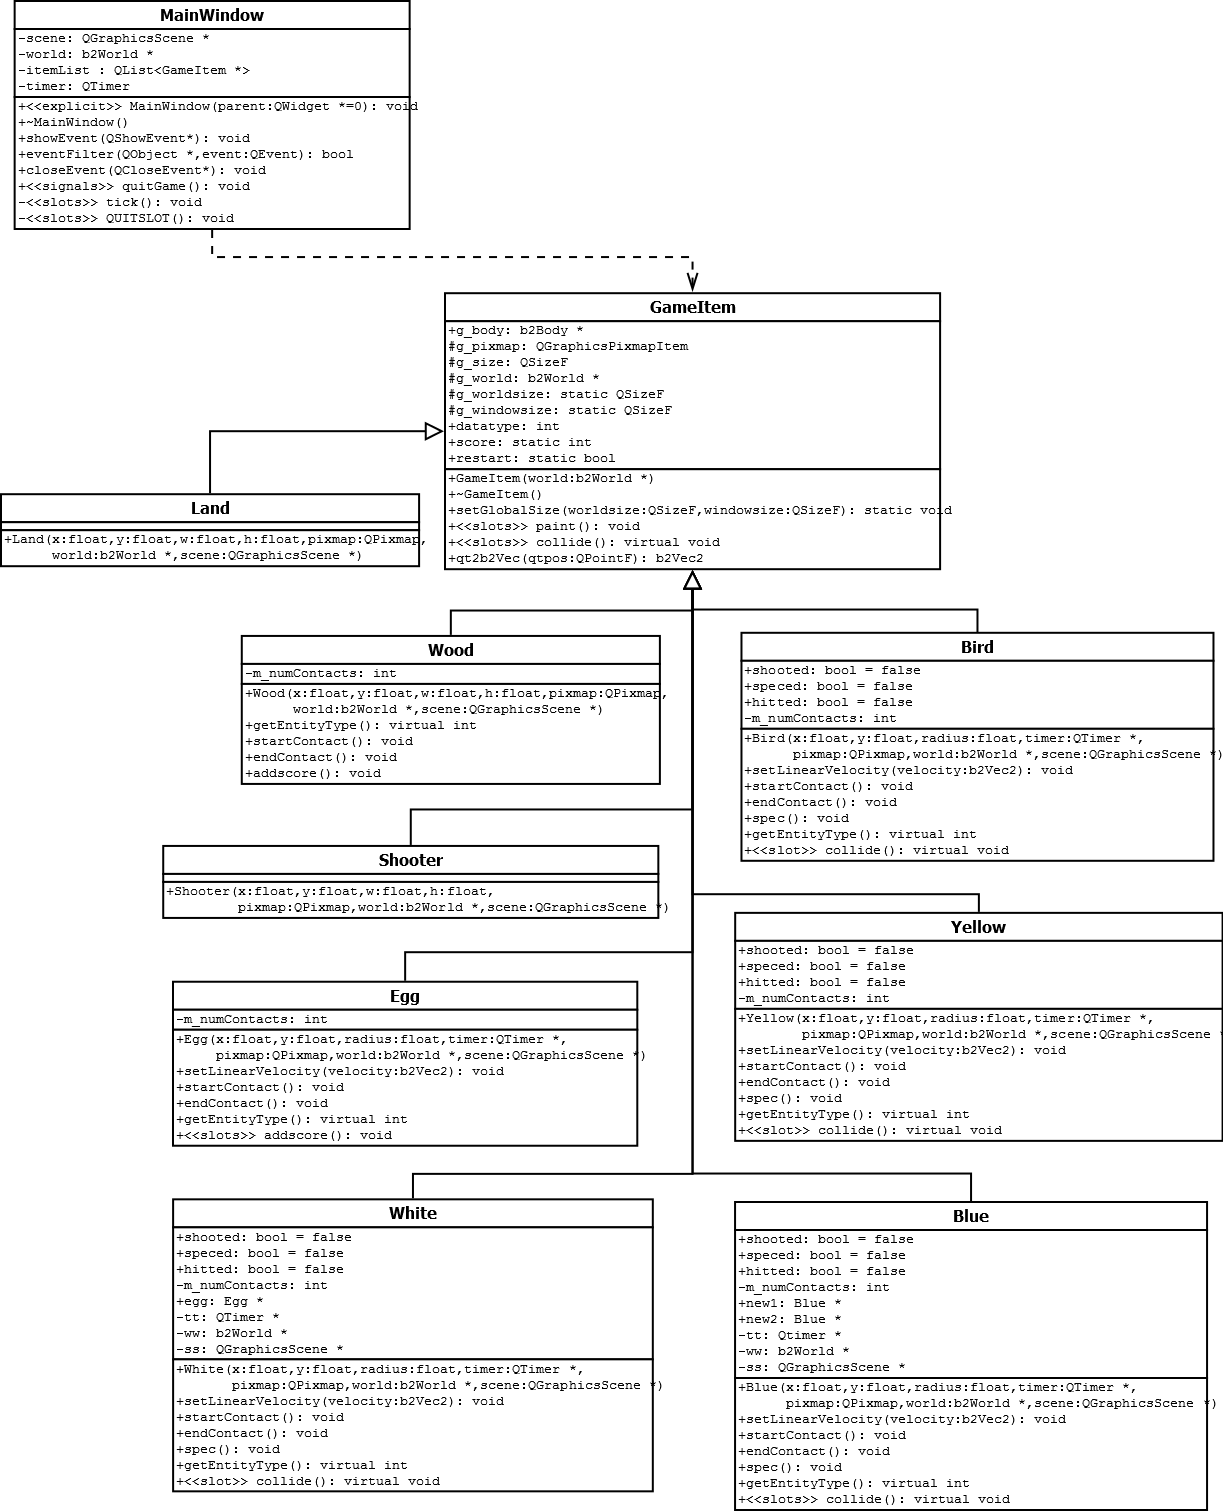 MainWindow
-scene: QGraphicsScene *
-world: b2World *
-itemList : QList<GameItem *>
-timer: QTimer
+<<explicit>> MainWindow(parent:QWidget *=0): void
+~MainWindow()
+showEvent(QShowEvent*): void
+eventFilter(QObject *,event:QEvent): bool
+closeEvent(QCloseEvent*): void
+<<signals>> quitGame(): void
-<<slots>> tick(): void
-<<slots>> QUITSLOT(): void
GameItem
+g_body: b2Body *
#g_pixmap: QGraphicsPixmapItem
#g_size: QSizeF
#g_world: b2World *
#g_worldsize: static QSizeF
#g_windowsize: static QSizeF
+datatype: int
+score: static int
+restart: static bool
+GameItem(world:b2World *)
+~GameItem()
+setGlobalSize(worldsize:QSizeF,windowsize:QSizeF): static void
+<<slots>> paint(): void
+<<slots>> collide(): virtual void
+qt2b2Vec(qtpos:QPointF): b2Vec2
Land
+Land(x:float,y:float,w:float,h:float,pixmap:QPixmap,
world:b2World *,scene:QGraphicsScene *)
Wood
-m_numContacts: int
+Wood(x:float,y:float,w:float,h:float,pixmap:QPixmap,
world:b2World *,scene:QGraphicsScene *)
+getEntityType(): virtual int
+startContact(): void
+endContact(): void
+addscore(): void
Bird
+shooted: bool = false
+speced: bool = false
+hitted: bool = false
-m_numContacts: int
+Bird(x:float,y:float,radius:float,timer:QTimer *,
pixmap:QPixmap,world:b2World *,scene:QGraphicsScene *)
+setLinearVelocity(velocity:b2Vec2): void
+startContact(): void
+endContact(): void
+spec(): void
+getEntityType(): virtual int
+<<slot>> collide(): virtual void
Shooter
+Shooter(x:float,y:float,w:float,h:float,
pixmap:QPixmap,world:b2World *,scene:QGraphicsScene *)
Yellow
+shooted: bool = false
+speced: bool = false
+hitted: bool = false
-m_numContacts: int
+Yellow(x:float,y:float,radius:float,timer:QTimer *,
pixmap:QPixmap,world:b2World *,scene:QGraphicsScene *
+setLinearVelocity(velocity:b2Vec2): void
+startContact(): void
+endContact(): void
+spec(): void
+getEntityType(): virtual int
+<<slot>> collide(): virtual void
Egg
-m_numContacts: int
+Egg(x:float,y:float,radius:float,timer:QTimer *,
pixmap:QPixmap,world:b2World *,scene:QGraphicsScene *)
+setLinearVelocity(velocity:b2Vec2): void
+startContact(): void
+endContact(): void
+getEntityType(): virtual int
+<<slots>> addscore(): void
White
+shooted: bool = false
+speced: bool = false
+hitted: bool = false
-m_numContacts: int
+egg: Egg *
-tt: QTimer *
-ww: b2World *
-ss: QGraphicsScene *
+White(x:float,y:float,radius:float,timer:QTimer *,
pixmap:QPixmap,world:b2World *,scene:QGraphicsScene *)
+setLinearVelocity(velocity:b2Vec2): void
+startContact(): void
+endContact(): void
+spec(): void
+getEntityType(): virtual int
+<<slot>> collide(): virtual void
Blue
+shooted: bool = false
+speced: bool = false
+hitted: bool = false
-m_numContacts: int
+new1: Blue *
+new2: Blue *
-tt: Qtimer *
-ww: b2World *
-ss: QGraphicsScene *
+Blue(x:float,y:float,radius:float,timer:QTimer *,
pixmap:QPixmap,world:b2World *,scene:QGraphicsScene *)
+setLinearVelocity(velocity:b2Vec2): void
+startContact(): void
+endContact(): void
+spec(): void
+getEntityType(): virtual int
+<<slots>> collide(): virtual void